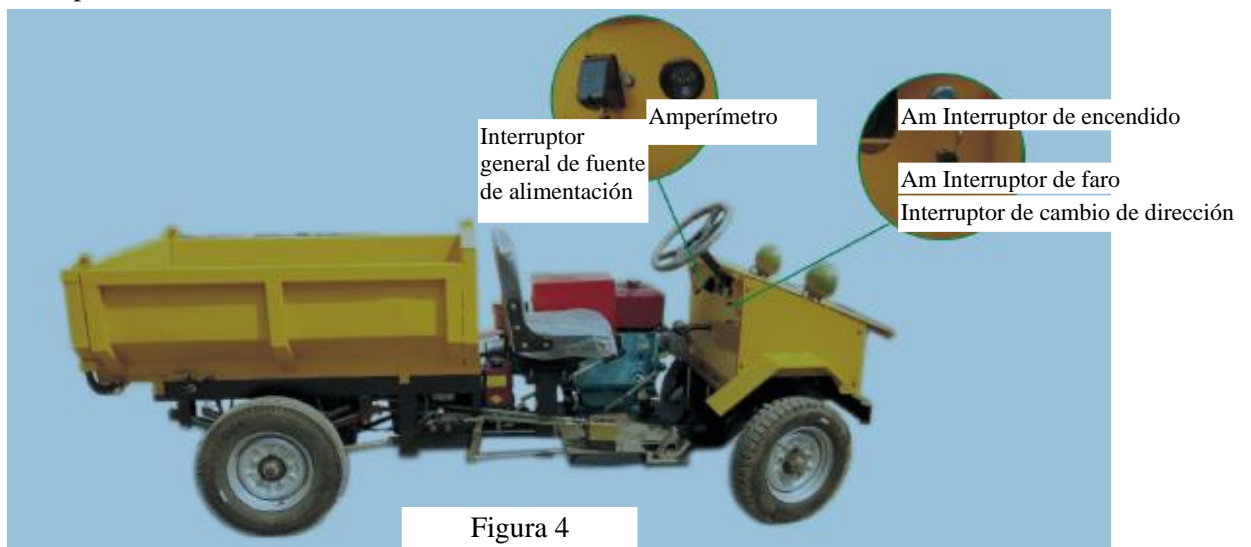 Amperímetro
Interruptor
general de fuente
de alimentación
Am Interruptor de encendido
Am Interruptor de faro
Interruptor de cambio de dirección
Figura 4